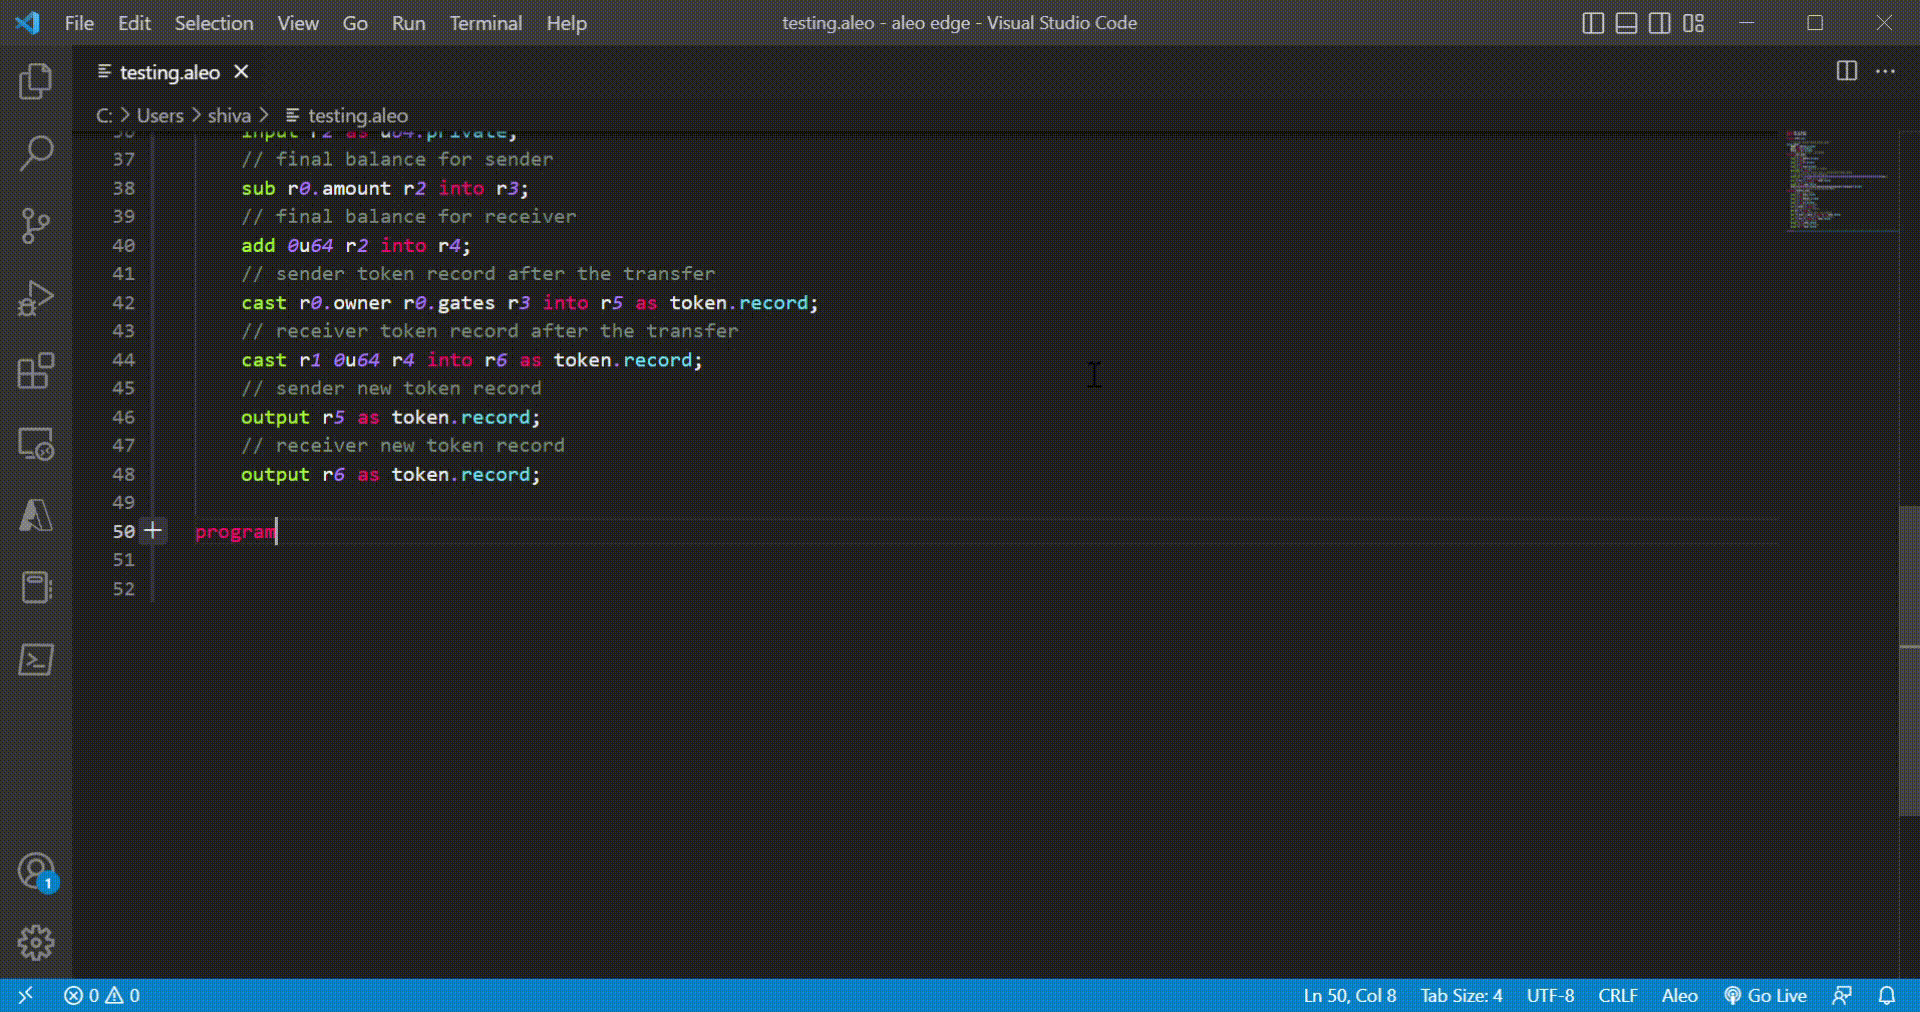 File Edit Selection View Go Run Terminal Help testing.aleo - aleo edge - Visual Studio Code
testing.aleo
C: > Users > shiva > testing.aleo
36 input r2 as u64.private;
37 // final balance for sender
38 sub r0.amount r2 into r3;
39 // final balance for receiver
40 add 0u64 r2 into r4;
41 // sender token record after the transfer
42 cast r0.owner r0.gates r3 into r5 as token.record;
43 // receiver token record after the transfer
44 cast r1 0u64 r4 into r6 as token.record;
45 // sender new token record
46 output r5 as token.record;
47 // receiver new token record
48 output r6 as token.record;
49
50 program
51
52
1
0 0 Ln 50, Col 8 Tab Size: 4 UTF-8 CRLF Aleo Go Live